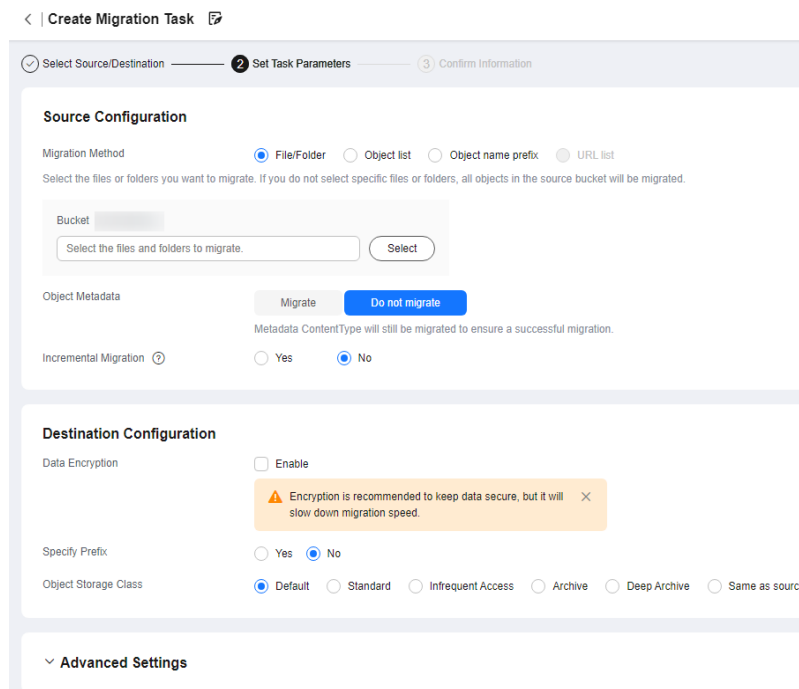 Create Migration Task
Select Source/Destination 2 Set Task Parameters 3 Confirm Information
Source Configuration
Migration Method File/Folder Object list Object name prefix URL list
Select the files or folders you want to migrate. If you do not select specific files or folders, all objects in the source bucket will be migrated.
Bucket
Select the files and folders to migrate. Select
Object Metadata Migrate Do not migrate
Metadata ContentType will still be migrated to ensure a successful migration.
Incremental Migration ? Yes No
Destination Configuration
Data Encryption Enable
Encryption is recommended to keep data secure, but it will
slow down migration speed.
Specify Prefix Yes No
Object Storage Class Default Standard Infrequent Access Archive Deep Archive Same as sourc
Advanced Settings